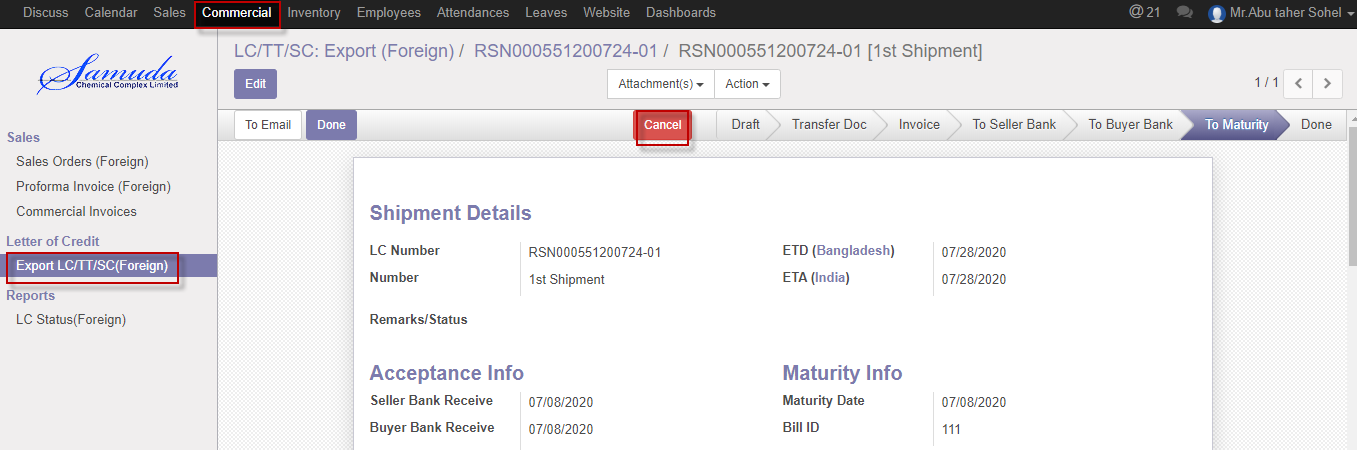 Discuss Calendar Sales Commercial Inventory Employees Attendances Leaves Website Dashboards @ 21 Mr.Abu taher Sohel
Samuda
Chemical Complex Limited
LC/TT/SC: Export (Foreign) / RSN000551200724-01 / RSN000551200724-01 [1st Shipment]
Edit Attachment(s) Action 1 / 1
To Email Done Cancel Draft Transfer Doc Invoice To Seller Bank To Buyer Bank To Maturity Done
Sales
Sales Orders (Foreign)
Proforma Invoice (Foreign)
Commercial Invoices
Letter of Credit
Export LC/TT/SC(Foreign)
Reports
LC Status(Foreign)
Shipment Details
LC Number RSN000551200724-01 ETD (Bangladesh) 07/28/2020
Number 1st Shipment ETA (India) 07/28/2020
Remarks/Status
Acceptance Info Maturity Info
Seller Bank Receive 07/08/2020 Maturity Date 07/08/2020
Buyer Bank Receive 07/08/2020 Bill ID 111